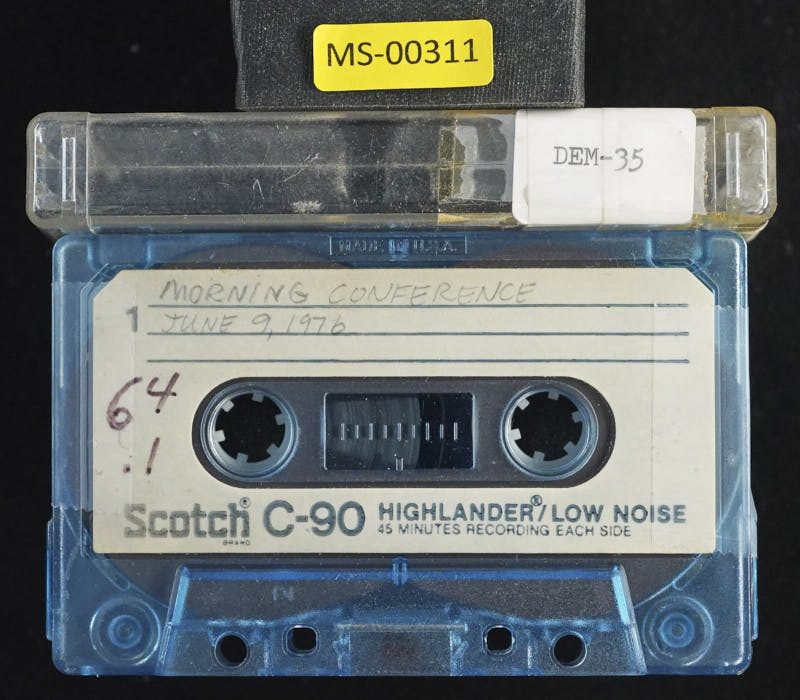 MS-00311
DEM-35
MADE IN U.S.A.
MORNING CONFERENCE
1 JUNE 9, 1976
64
.1
Scotch® C-90 HIGHLANDER®/LOW NOISE
BRAND 45 MINUTES RECORDING EACH SIDE